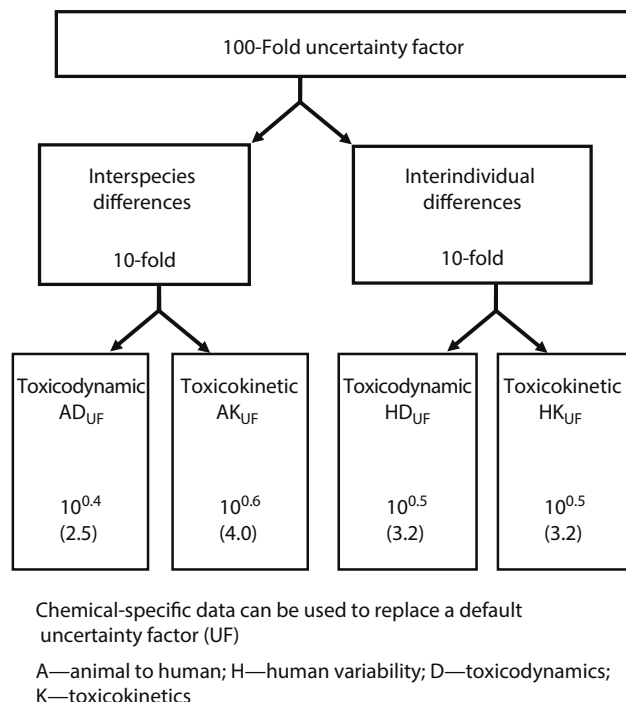 100-Fold uncertainty factor
Interspecies
differences
10-fold
Interindividual
differences
10-fold
Toxicodynamic
AD_UF
10^0.4
(2.5)
Toxicokinetic
AK_UF
10^0.6
(4.0)
Toxicodynamic
HD_UF
10^0.5
(3.2)
Toxicokinetic
HK_UF
10^0.5
(3.2)
Chemical-specific data can be used to replace a default
uncertainty factor (UF)
A—animal to human; H—human variability; D—toxicodynamics;
K—toxicokinetics